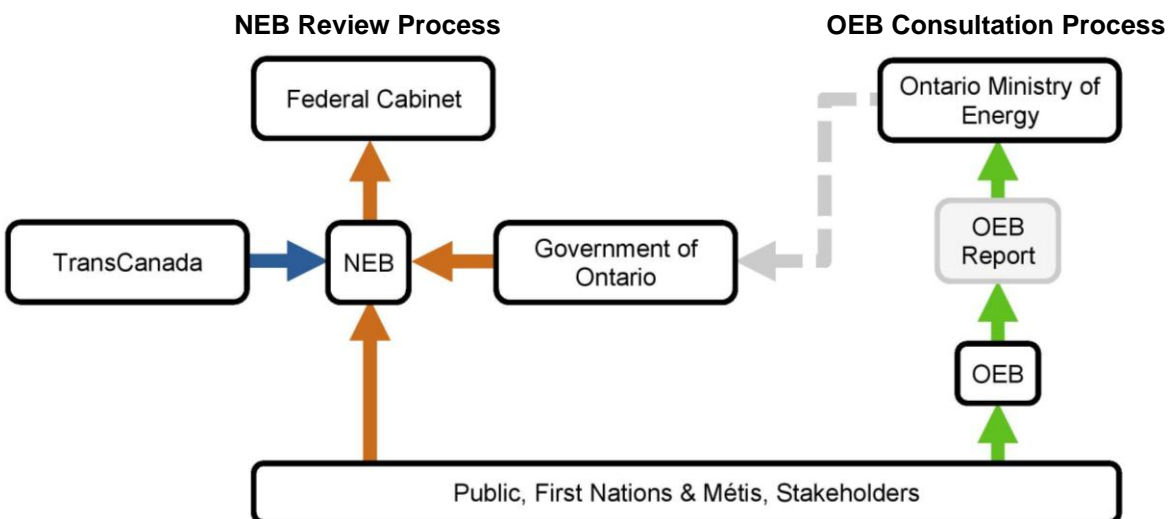 NEB Review Process
OEB Consultation Process
Federal Cabinet
Ontario Ministry of
Energy
TransCanada
NEB
Government of
Ontario
OEB
Report
OEB
Public, First Nations & Métis, Stakeholders